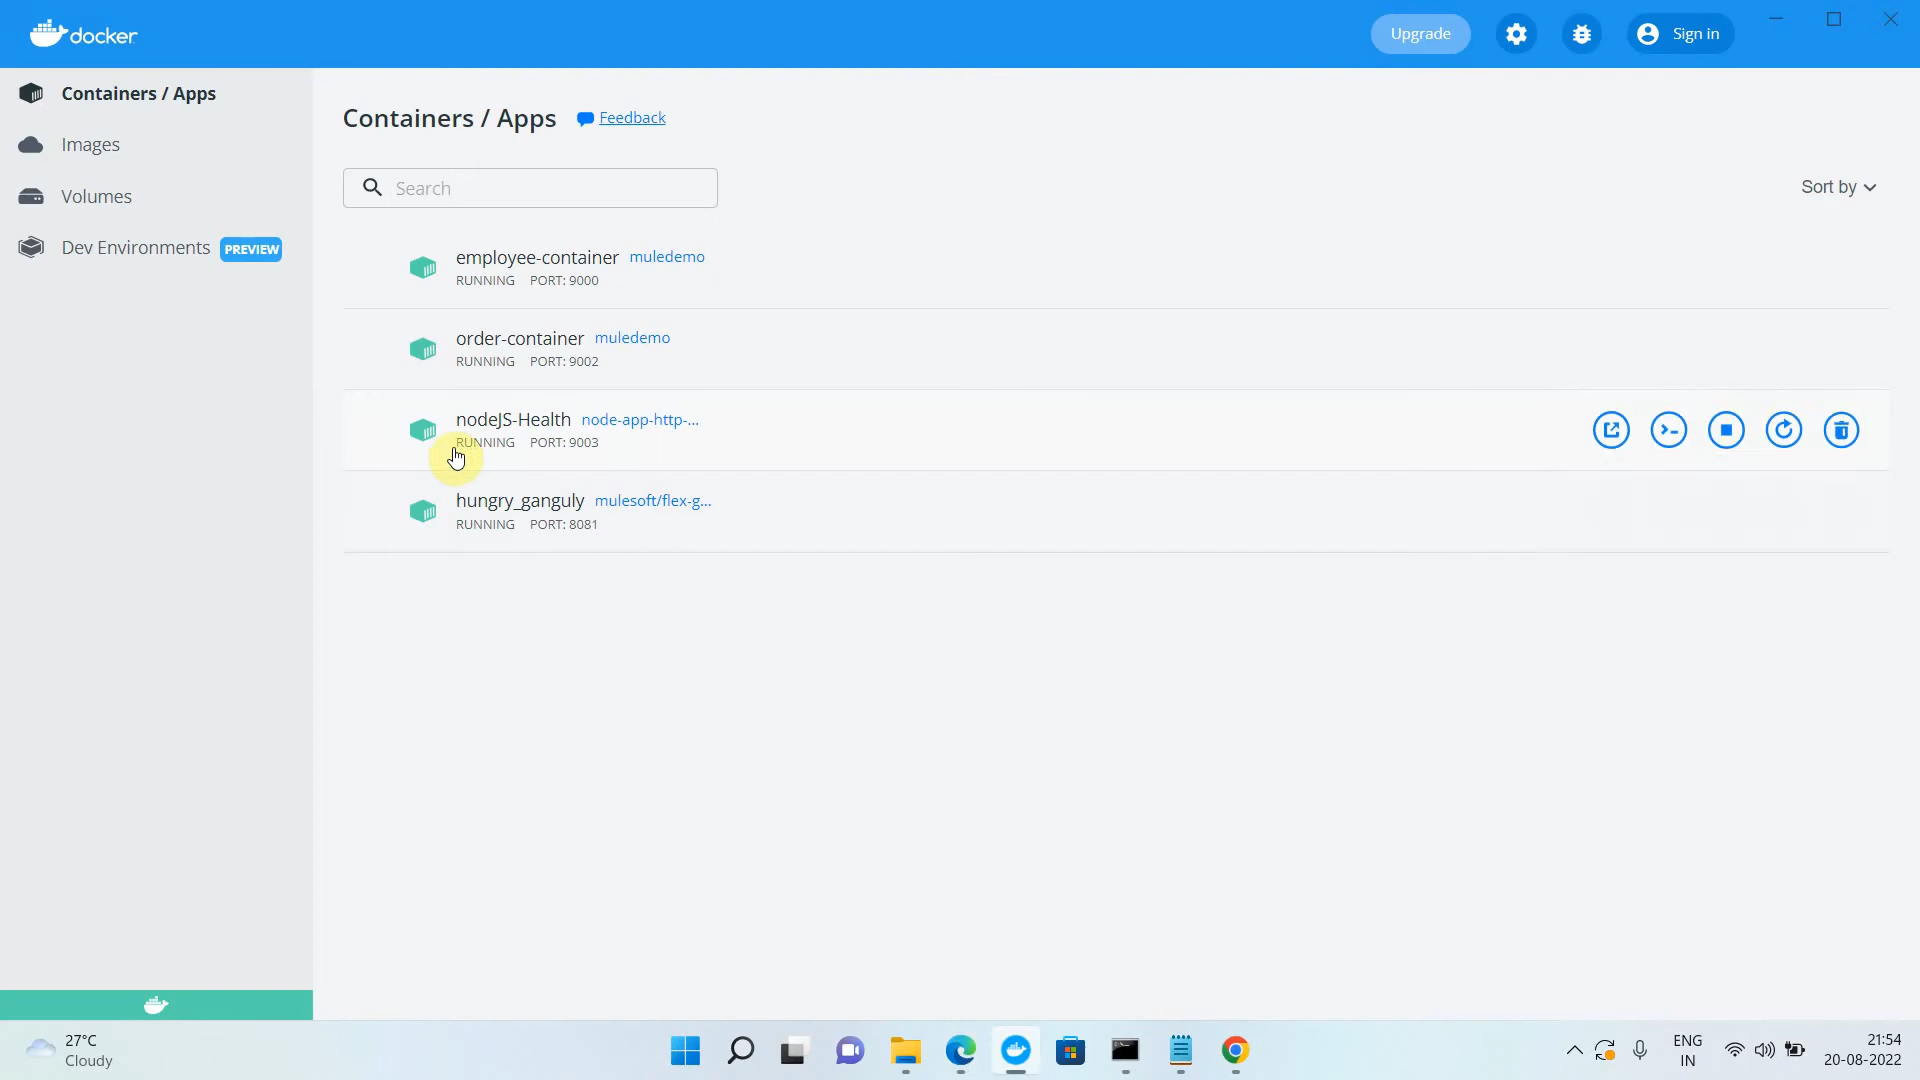 docker
Upgrade
Sign in
Containers / Apps
Images
Volumes
Dev Environments PREVIEW
Containers / Apps Feedback
Search
Sort by
employee-container muledemo
RUNNING PORT: 9000
order-container muledemo
RUNNING PORT: 9002
nodeJS-Health node-app-http-...
RUNNING PORT: 9003
hungry_ganguly mulesoft/flex-g...
RUNNING PORT: 8081
27°C
Cloudy
ENG
IN
21:54
20-08-2022